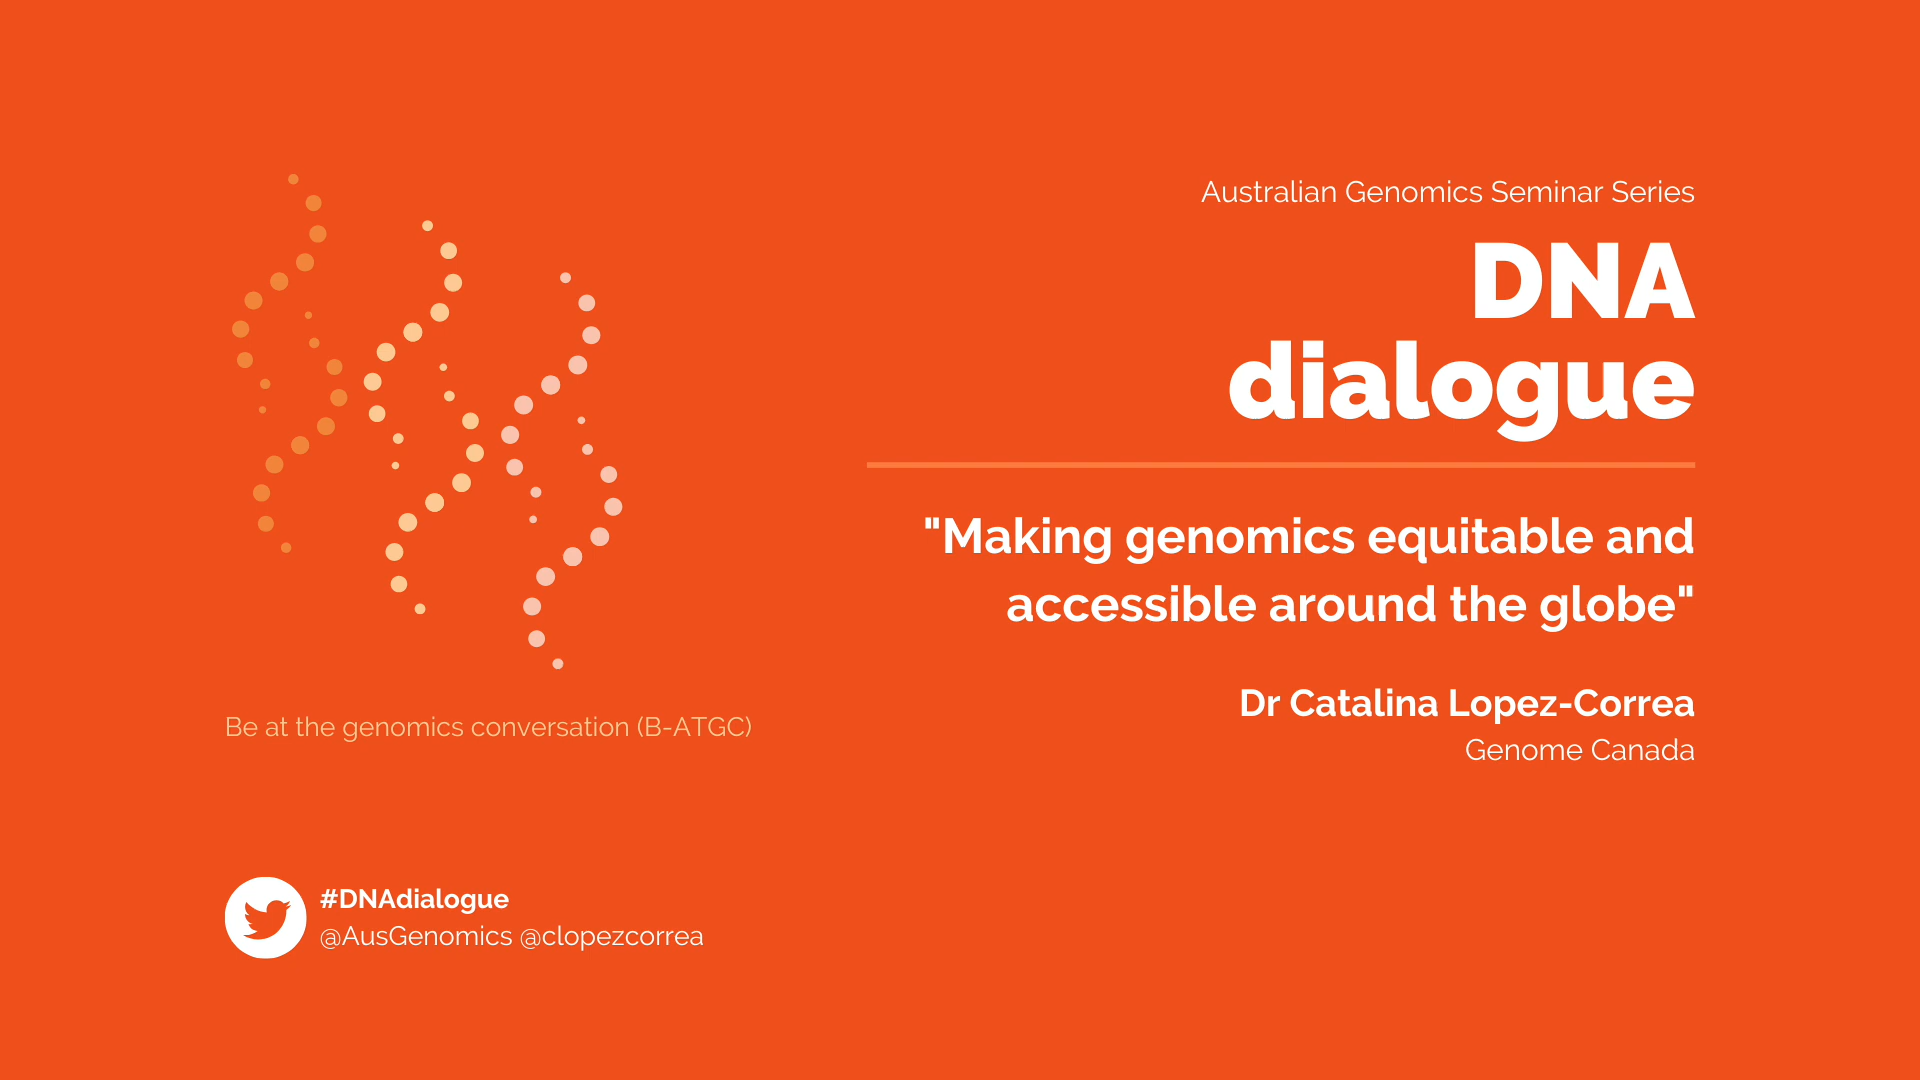 Australian Genomics Seminar Series
DNA
dialogue
"Making genomics equitable and
accessible around the globe"
Dr Catalina Lopez-Correa
Genome Canada
Be at the genomics conversation (B-ATGC)
#DNAdialogue
@AusGenomics @clopezcorrea